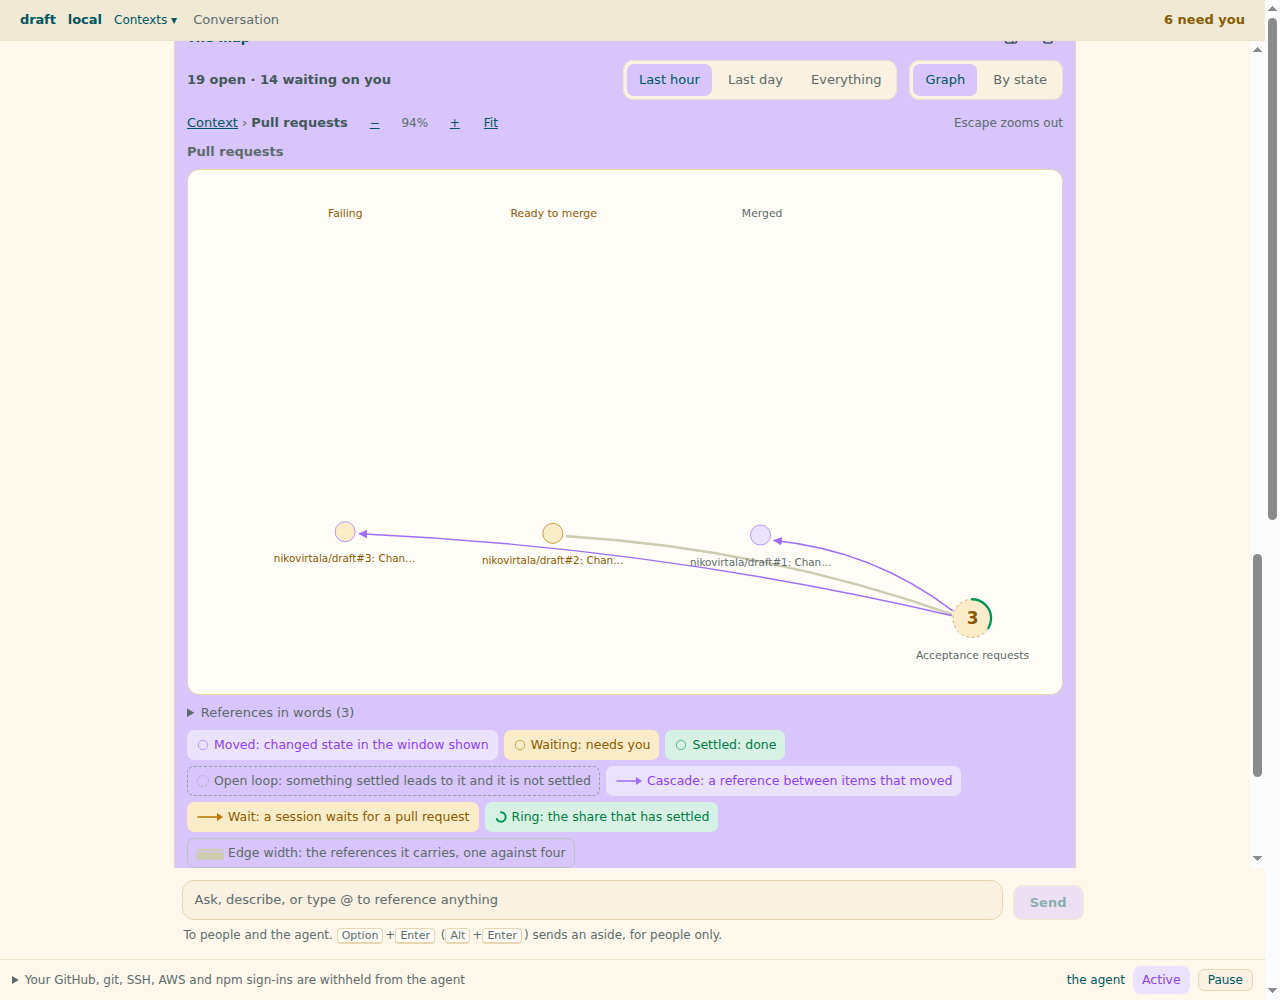 draft local Contexts ▾ Conversation 6 need you
The map
19 open · 14 waiting on you Last hour Last day Everything Graph By state
Context › Pull requests − 94% + Fit Escape zooms out
Pull requests
Failing Ready to merge Merged
nikovirtala/draft#3: Chan… nikovirtala/draft#2: Chan… nikovirtala/draft#1: Chan…
3
Acceptance requests
References in words (3)
Moved: changed state in the window shown Waiting: needs you Settled: done
Open loop: something settled leads to it and it is not settled Cascade: a reference between items that moved
Wait: a session waits for a pull request Ring: the share that has settled
Edge width: the references it carries, one against four
Ask, describe, or type @ to reference anything Send
To people and the agent. Option + Enter (Alt + Enter) sends an aside, for people only.
Your GitHub, git, SSH, AWS and npm sign-ins are withheld from the agent the agent Active Pause